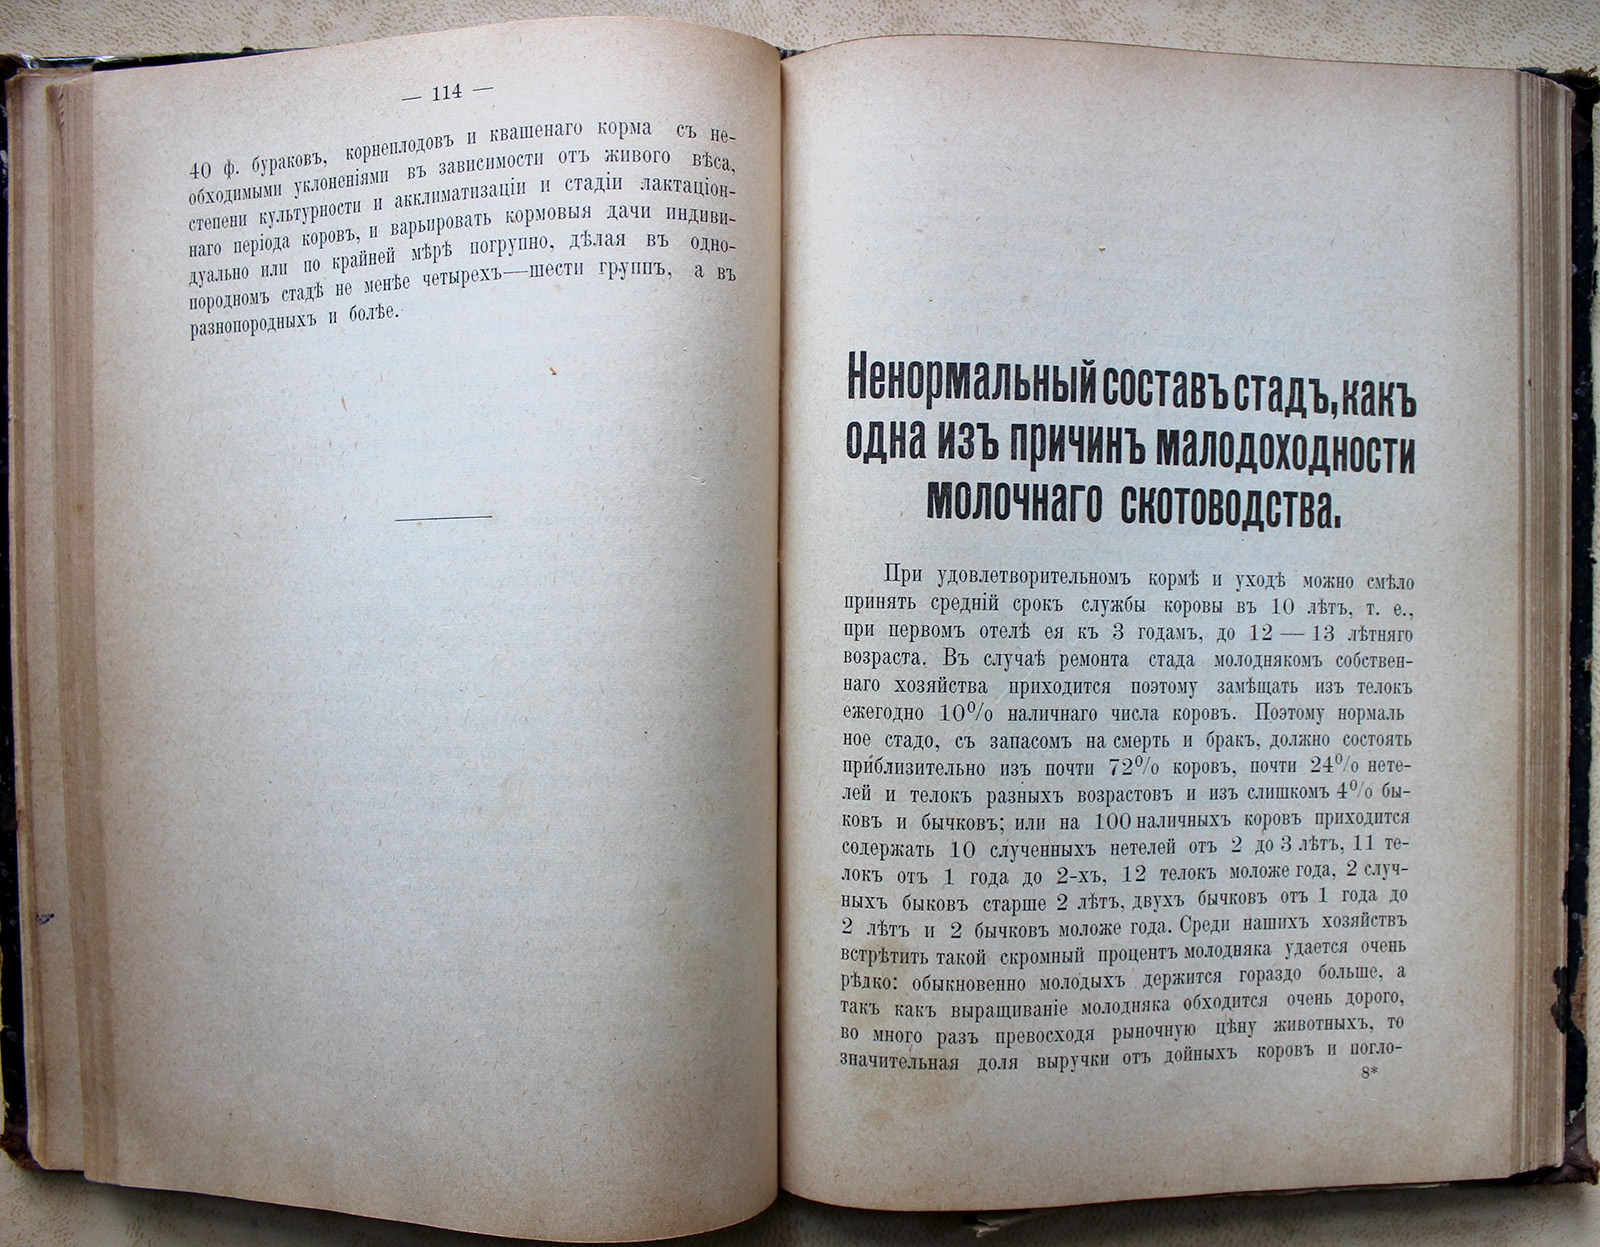 — 114 —
40 ф. бураковъ, корнеплодовъ и квашенаго корма съ не-
обходимыми уклоненіями въ зависимости отъ живого вѣса,
степени культурности и акклиматизаціи и стадіи лактаціон-
наго періода коровъ, и варьировать кормовыя дачи индиви-
дуально или по крайней мѣрѣ погрупно, дѣлая въ одно-
породномъ стадѣ не менѣе четырехъ—шести группъ, а въ
разнопородныхъ и болѣе.
Ненормальный составъ стадъ, какъ
одна изъ причинъ малодоходности
молочнаго скотоводства.
При удовлетворительномъ кормѣ и уходѣ можно смѣло
принять средній срокъ службы коровы въ 10 лѣтъ, т. е.,
при первомъ отелѣ ея къ 3 годамъ, до 12 — 13 лѣтняго
возраста. Въ случаѣ ремонта стада молоднякомъ собствен-
наго хозяйства приходится поэтому замѣщать изъ телокъ
ежегодно 10% наличнаго числа коровъ. Поэтому нормаль
ное стадо, съ запасомъ на смерть и бракъ, должно состоять
приблизительно изъ почти 72% коровъ, почти 24% нете-
лей и телокъ разныхъ возрастовъ и изъ слишкомъ 4% бы-
ковъ и бычковъ; или на 100 наличныхъ коровъ приходится
содержать 10 слученныхъ нетелей отъ 2 до 3 лѣтъ, 11 те-
локъ отъ 1 года до 2-хъ, 12 телокъ моложе года, 2 случ-
ныхъ быковъ старше 2 лѣтъ, двухъ бычковъ отъ 1 года до
2 лѣтъ и 2 бычковъ моложе года. Среди нашихъ хозяйствъ
встрѣтить такой скромный процентъ молодняка удается очень
рѣдко: обыкновенно молодыхъ держится гораздо больше, а
такъ какъ выращиваніе молодняка обходится очень дорого,
во много разъ превосходя рыночную цѣну животныхъ, то
значительная доля выручки отъ дойныхъ коровъ и погло-
8*